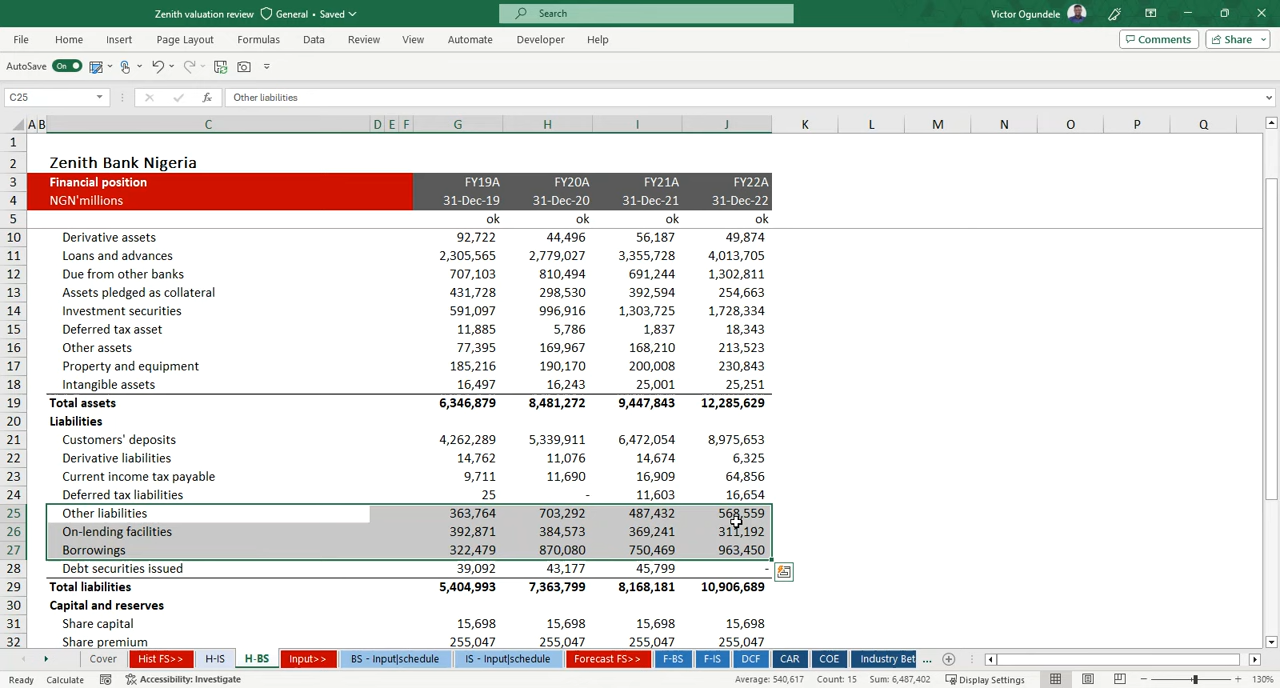 Zenith valuation review General • Saved Search Victor Ogundele
File Home Insert Page Layout Formulas Data Review View Automate Developer Help Comments Share
AutoSave On
C25 fx Other liabilities
A B C D E F G H I J K L M N O P Q
1
2 Zenith Bank Nigeria
3 Financial position FY19A FY20A FY21A FY22A
4 NGN'millions 31-Dec-19 31-Dec-20 31-Dec-21 31-Dec-22
5 ok ok ok ok
10 Derivative assets 92,722 44,496 56,187 49,874
11 Loans and advances 2,305,565 2,779,027 3,355,728 4,013,705
12 Due from other banks 707,103 810,494 691,244 1,302,811
13 Assets pledged as collateral 431,728 298,530 392,594 254,663
14 Investment securities 591,097 996,916 1,303,725 1,728,334
15 Deferred tax asset 11,885 5,786 1,837 18,343
16 Other assets 77,395 169,967 168,210 213,523
17 Property and equipment 185,216 190,170 200,008 230,843
18 Intangible assets 16,497 16,243 25,001 25,251
19 Total assets 6,346,879 8,481,272 9,447,843 12,285,629
20 Liabilities
21 Customers' deposits 4,262,289 5,339,911 6,472,054 8,975,653
22 Derivative liabilities 14,762 11,076 14,674 6,325
23 Current income tax payable 9,711 11,690 16,909 64,856
24 Deferred tax liabilities 25 - 11,603 16,654
25 Other liabilities 363,764 703,292 487,432 568,559
26 On-lending facilities 392,871 384,573 369,241 311,192
27 Borrowings 322,479 870,080 750,469 963,450
28 Debt securities issued 39,092 43,177 45,799 -
29 Total liabilities 5,404,993 7,363,799 8,168,181 10,906,689
30 Capital and reserves
31 Share capital 15,698 15,698 15,698 15,698
32 Share premium 255,047 255,047 255,047 255,047
Cover Hist FS>> H-IS H-BS Input>> BS - Input|schedule IS - Input|schedule Forecast FS>> F-BS F-IS DCF CAR COE Industry Bet ...
Ready Calculate Accessibility: Investigate Average: 540,617 Count: 15 Sum: 6,487,402 Display Settings 130%